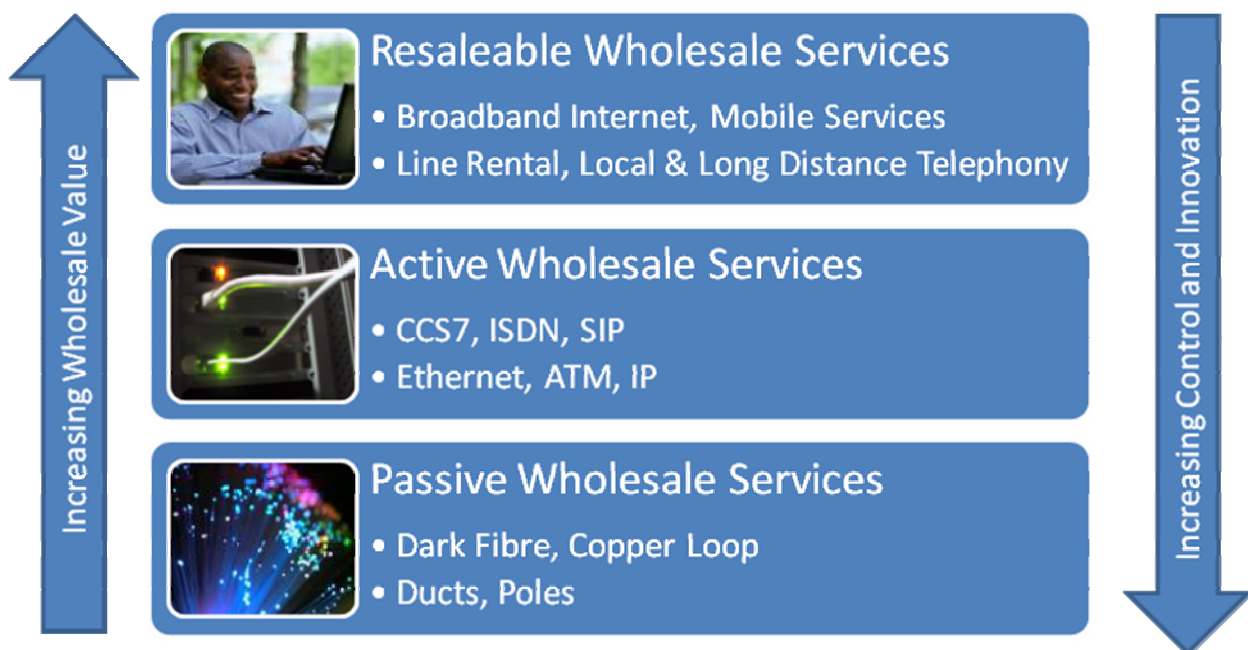 Increasing Wholesale Value
Resaleable Wholesale Services
• Broadband Internet, Mobile Services
• Line Rental, Local & Long Distance Telephony
Active Wholesale Services
• CCS7, ISDN, SIP
• Ethernet, ATM, IP
Passive Wholesale Services
• Dark Fibre, Copper Loop
• Ducts, Poles
Increasing Control and Innovation